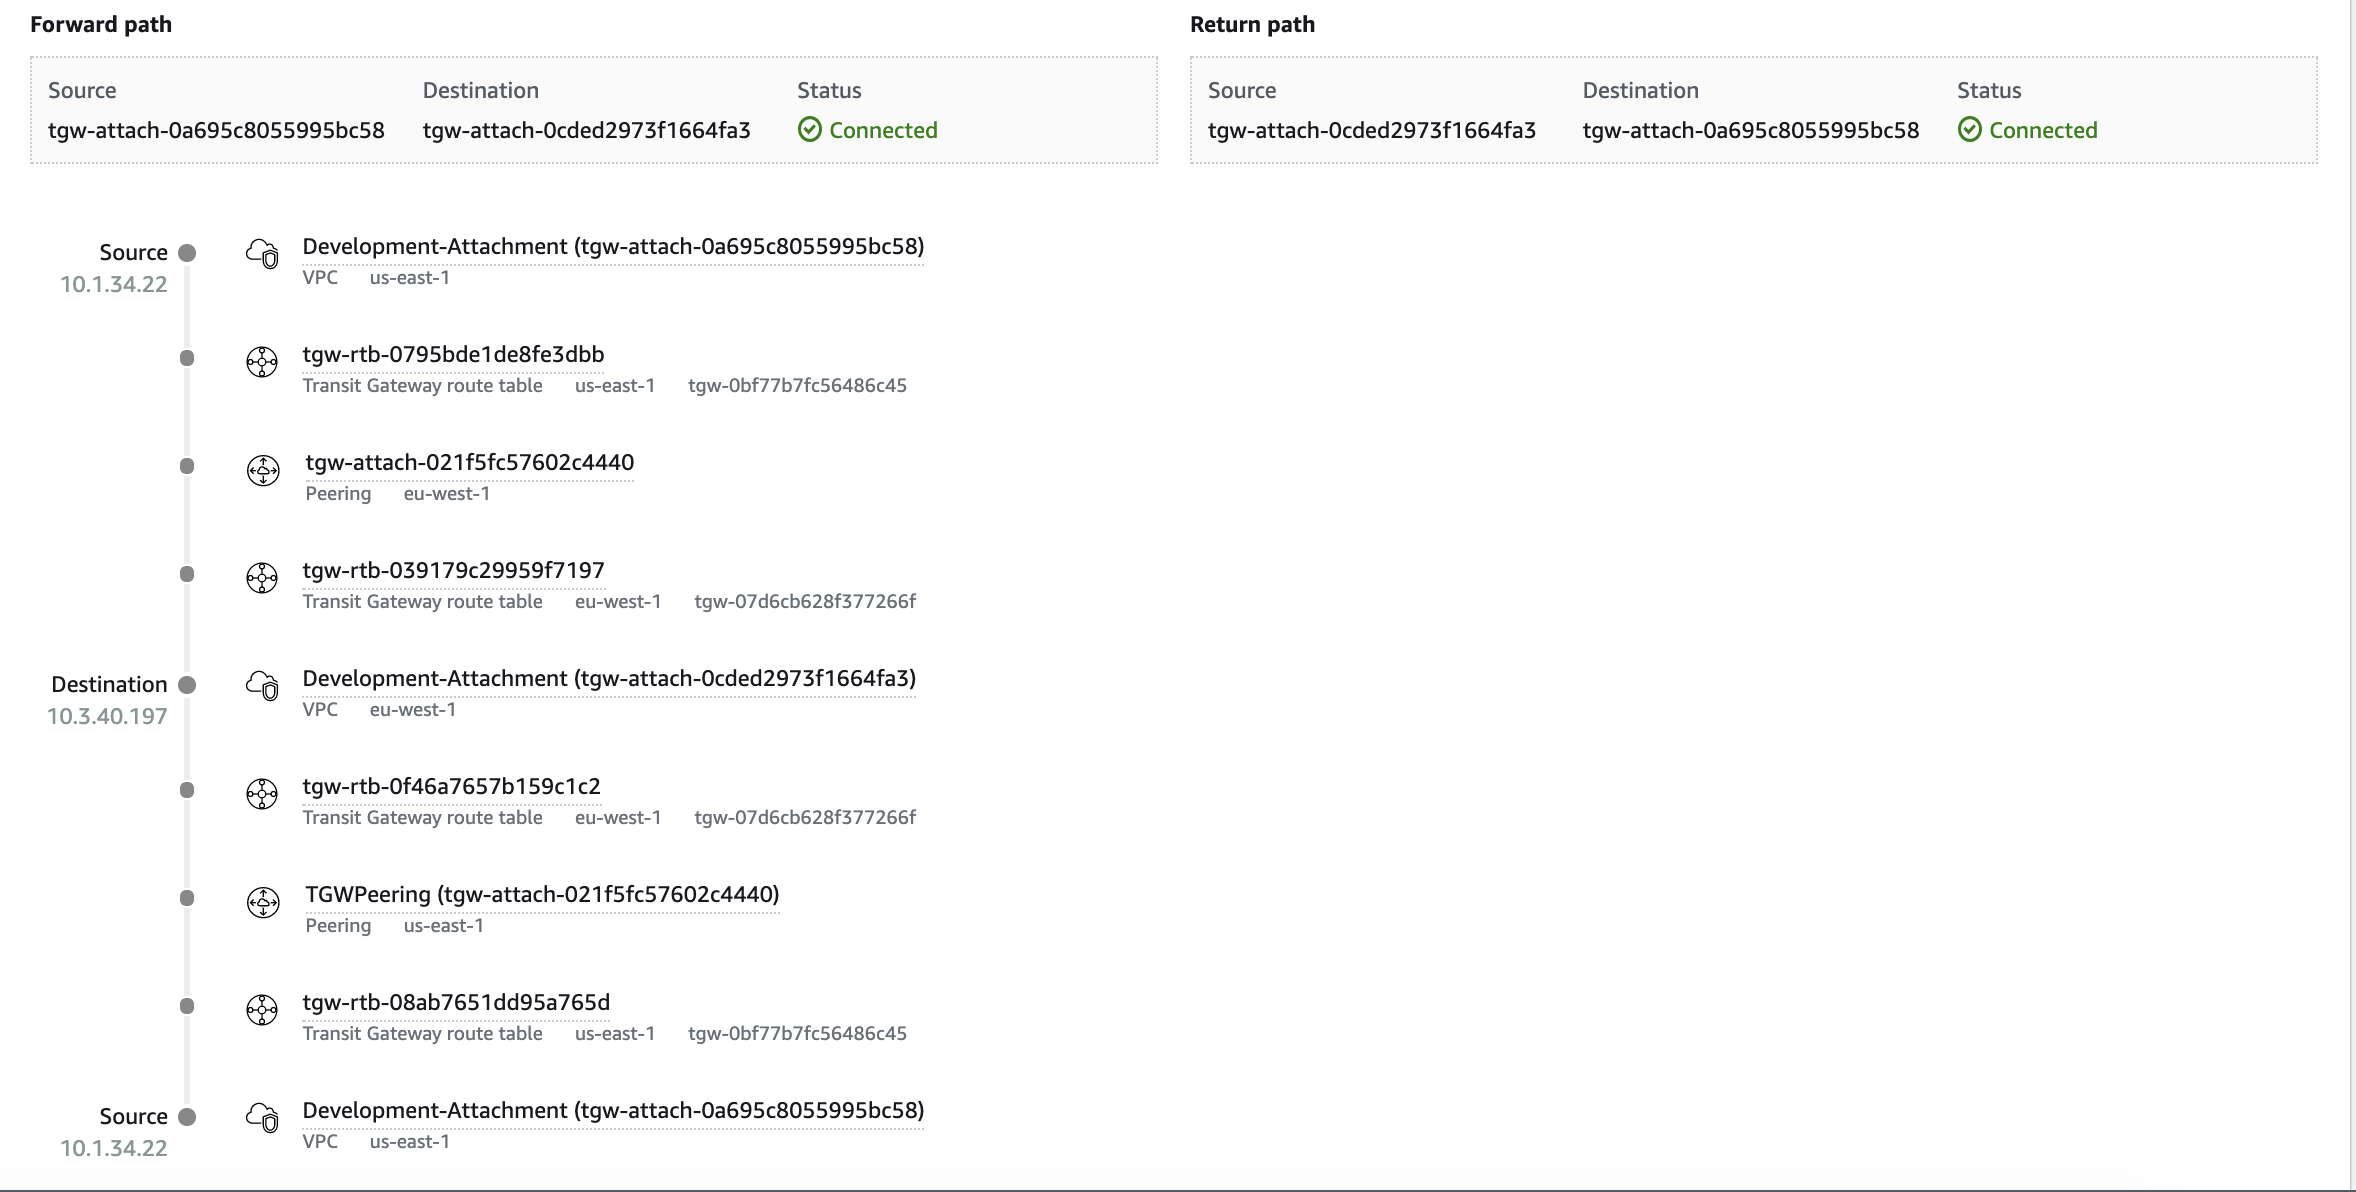 Forward path
Source Destination Status
tgw-attach-0a695c8055995bc58 tgw-attach-0cded2973f1664fa3 Connected
Return path
Source Destination Status
tgw-attach-0cded2973f1664fa3 tgw-attach-0a695c8055995bc58 Connected
Source Development-Attachment (tgw-attach-0a695c8055995bc58)
10.1.34.22 VPC us-east-1
tgw-rtb-0795bde1de8fe3dbb
Transit Gateway route table us-east-1 tgw-0bf77b7fc56486c45
tgw-attach-021f5fc57602c4440
Peering eu-west-1
tgw-rtb-039179c29959f7197
Transit Gateway route table eu-west-1 tgw-07d6cb628f377266f
Destination Development-Attachment (tgw-attach-0cded2973f1664fa3)
10.3.40.197 VPC eu-west-1
tgw-rtb-0f46a7657b159c1c2
Transit Gateway route table eu-west-1 tgw-07d6cb628f377266f
TGWPeering (tgw-attach-021f5fc57602c4440)
Peering us-east-1
tgw-rtb-08ab7651dd95a765d
Transit Gateway route table us-east-1 tgw-0bf77b7fc56486c45
Source Development-Attachment (tgw-attach-0a695c8055995bc58)
10.1.34.22 VPC us-east-1